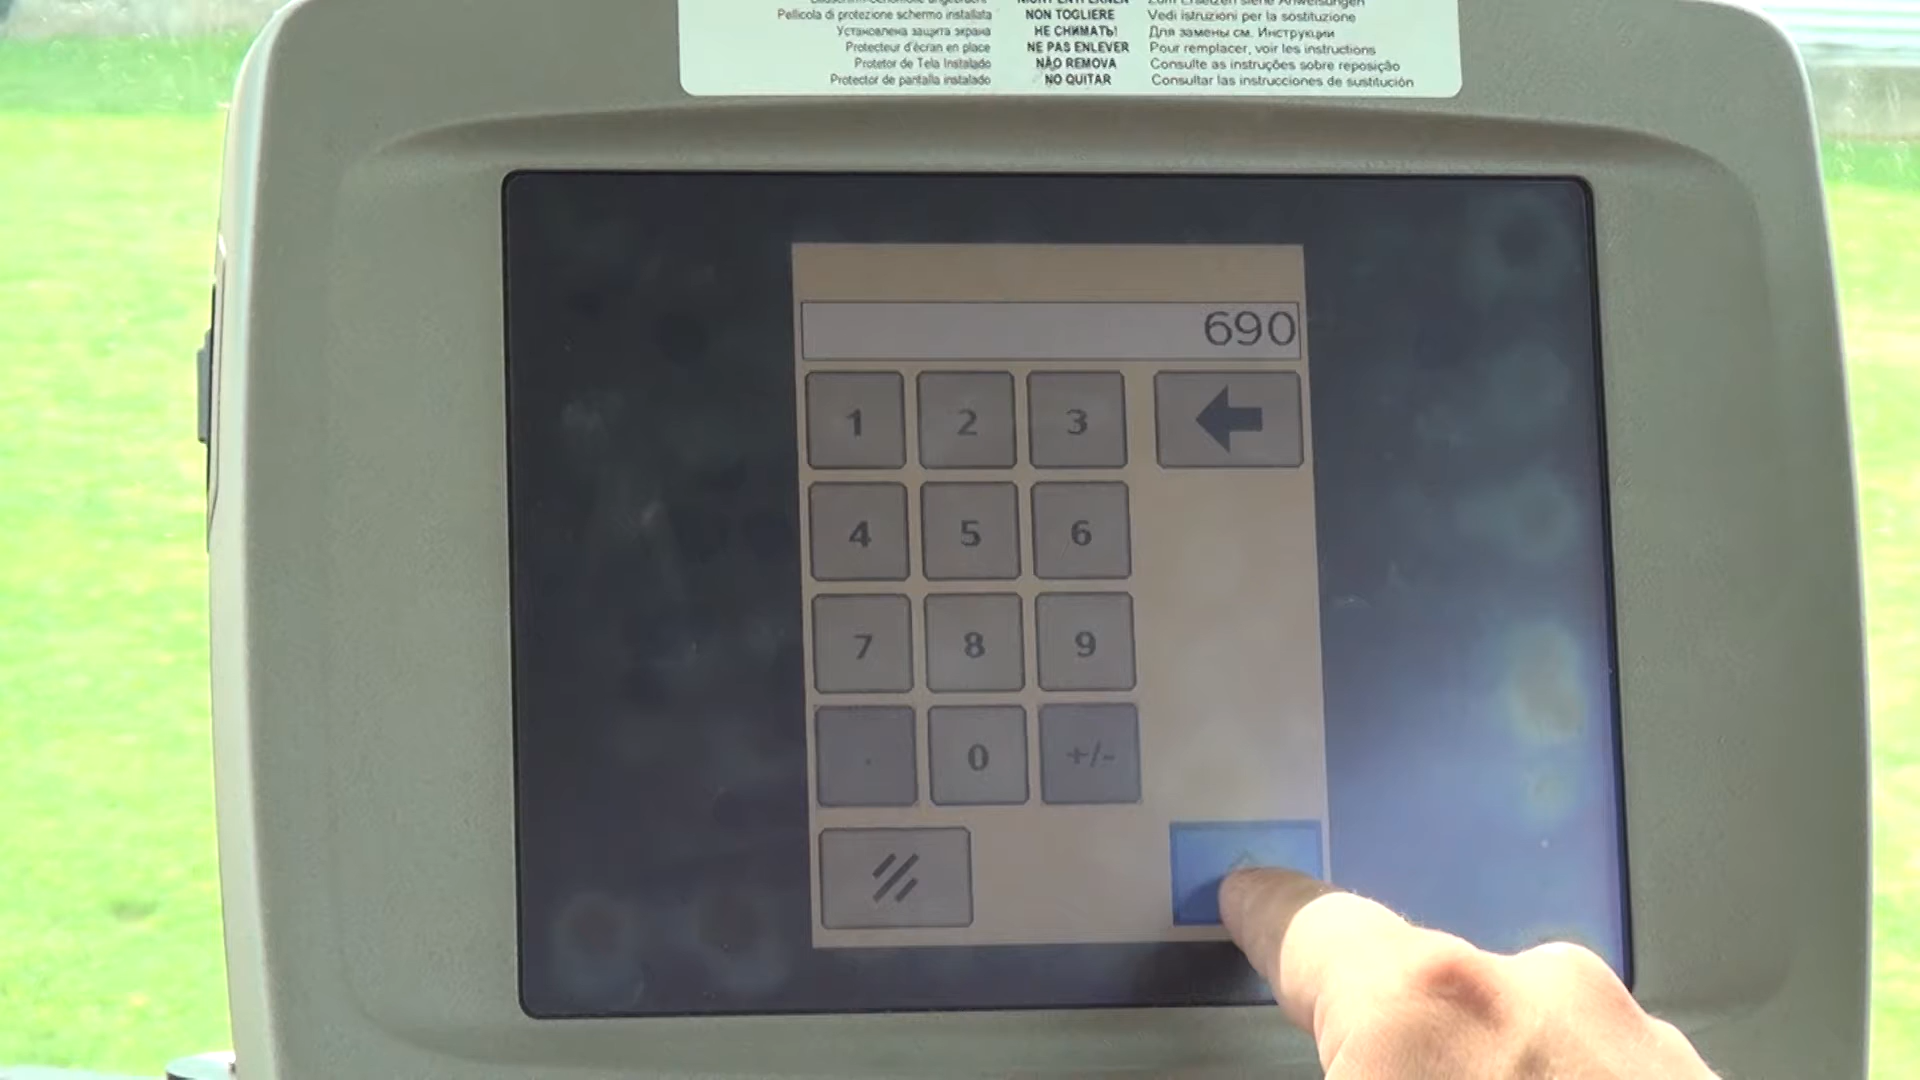 Pellicola di protezione schermo installata NON TOGLIERE Vedi istruzioni per la sostituzione
Установлена защита экрана НЕ СНИМАТЬ! Для замены см. Инструкции
Protecteur d'écran en place NE PAS ENLEVER Pour remplacer, voir les instructions
Protetor de Tela Instalado NÃO REMOVA Consulte as instruções sobre reposição
Protector de pantalla instalado NO QUITAR Consultar las instrucciones de sustitución
690
1 2 3
4 5 6
7 8 9
. 0 +/-